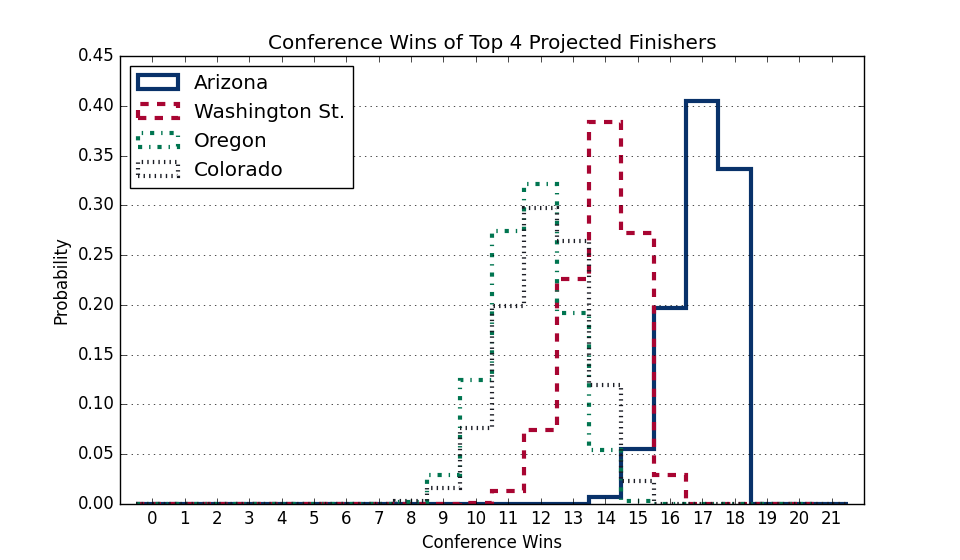 Conference Wins of Top 4 Projected Finishers
0.45
0.40
0.35
0.30
0.25
0.20
0.15
0.10
0.05
0.00
Probability
Arizona
Washington St.
Oregon
Colorado
0 1 2 3 4 5 6 7 8 9 10 11 12 13 14 15 16 17 18 19 20 21
Conference Wins